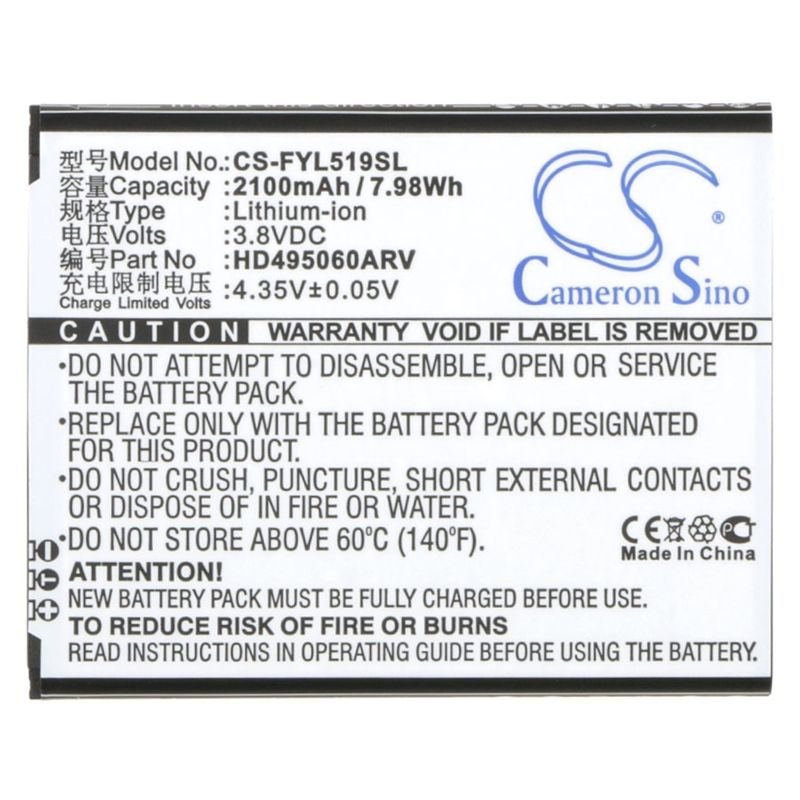 Insert this direction
型号Model No.:CS-FYL519SL
容量Capacity: 2100mAh / 7.98Wh
类型Type: Lithium-ion
电压Volts: 3.8VDC
编号Part No: HD495060ARV
充电限制电压 4.35V±0.05V
Charge Limited Volts
CS®
Cameron Sino
CAUTION WARRANTY VOID IF LABEL IS REMOVED
•DO NOT ATTEMPT TO DISASSEMBLE, OPEN OR SERVICE
THE BATTERY PACK.
•REPLACE ONLY WITH THE BATTERY PACK DESIGNATED
FOR THIS PRODUCT.
•DO NOT CRUSH, PUNCTURE, SHORT EXTERNAL CONTACTS
OR DISPOSE OF IN FIRE OR WATER.
•DO NOT STORE ABOVE 60°C (140°F).
CE
Made In China
- T +
ATTENTION!
NEW BATTERY PACK MUST BE FULLY CHARGED BEFORE USE.
TO REDUCE RISK OF FIRE OR BURNS
READ INSTRUCTIONS IN OPERATING GUIDE BEFORE USING BATTERY.